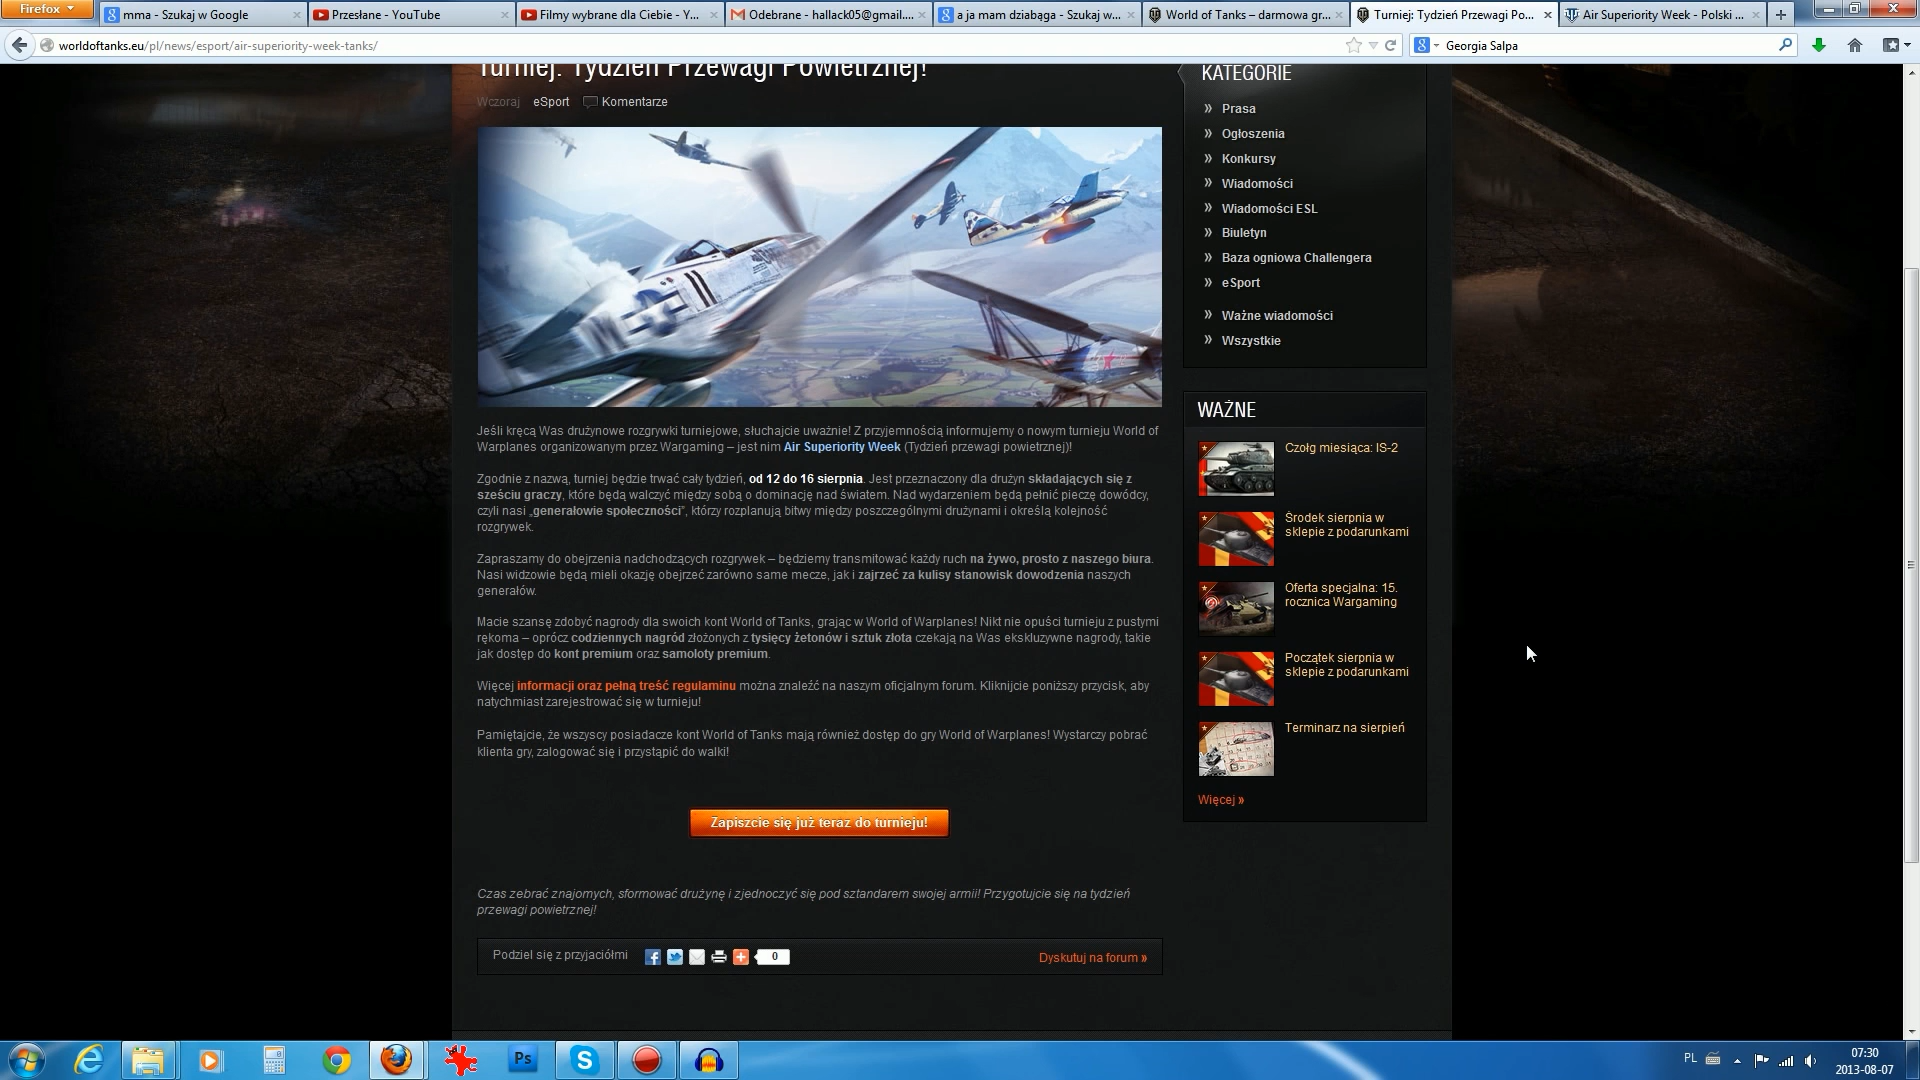 Firefox
mma - Szukaj w Google
Przesłane - YouTube
Filmy wybrane dla Ciebie - Y...
Odebrane - hallack05@gmail....
a ja mam dziabąga - Szukaj w...
World of Tanks – darmowa gr...
Turniej: Tydzień Przewagi Po...
Air Superiority Week - Polski ...
worldoftanks.eu/pl/news/esport/air-superiority-week-tanks/
Georgia Salpa
Turniej: Tydzień Przewagi Powietrznej!
Wczoraj eSport Komentarze
Jeśli kręcą Was drużynowe rozgrywki turniejowe, słuchajcie uważnie! Z przyjemnością informujemy o nowym turnieju World of
Warplanes organizowanym przez Wargaming – jest nim Air Superiority Week (Tydzień przewagi powietrznej)!
Zgodnie z nazwą, turniej będzie trwać cały tydzień, od 12 do 16 sierpnia. Jest przeznaczony dla drużyn składających się z
sześciu graczy, które będą walczyć między sobą o dominację nad światem. Nad wydarzeniem będą pełnić pieczę dowódcy,
czyli nasi „generałowie społeczności”, którzy rozplanują bitwy między poszczególnymi drużynami i określą kolejność
rozgrywek.
Zapraszamy do obejrzenia nadchodzących rozgrywek – będziemy transmitować każdy ruch na żywo, prosto z naszego biura.
Nasi widzowie będą mieli okazję obejrzeć zarówno same mecze, jak i zajrzeć za kulisy stanowisk dowodzenia naszych
generałów.
Macie szansę zdobyć nagrody dla swoich kont World of Tanks, grając w World of Warplanes! Nikt nie opuści turnieju z pustymi
rękoma – oprócz codziennych nagród złożonych z tysięcy żetonów i sztuk złota czekają na Was ekskluzywne nagrody, takie
jak dostęp do kont premium oraz samoloty premium.
Więcej informacji oraz pełną treść regulaminu można znaleźć na naszym oficjalnym forum. Kliknijcie poniższy przycisk, aby
natychmiast zarejestrować się w turnieju!
Pamiętajcie, że wszyscy posiadacze kont World of Tanks mają również dostęp do gry World of Warplanes! Wystarczy pobrać
klienta gry, zalogować się i przystąpić do walki!
Zapiszcie się już teraz do turnieju!
Czas zebrać znajomych, sformować drużynę i zjednoczyć się pod sztandarem swojej armii! Przygotujcie się na tydzień
przewagi powietrznej!
Podziel się z przyjaciółmi
0
Dyskutuj na forum »
KATEGORIE
» Prasa
» Ogłoszenia
» Konkursy
» Wiadomości
» Wiadomości ESL
» Biuletyn
» Baza ogniowa Challengera
» eSport
» Ważne wiadomości
» Wszystkie
WAŻNE
Czołg miesiąca: IS-2
Środek sierpnia w
sklepie z podarunkami
Oferta specjalna: 15.
rocznica Wargaming
Początek sierpnia w
sklepie z podarunkami
Terminarz na sierpień
Więcej »
Ps
PL
07:30
2013-08-07